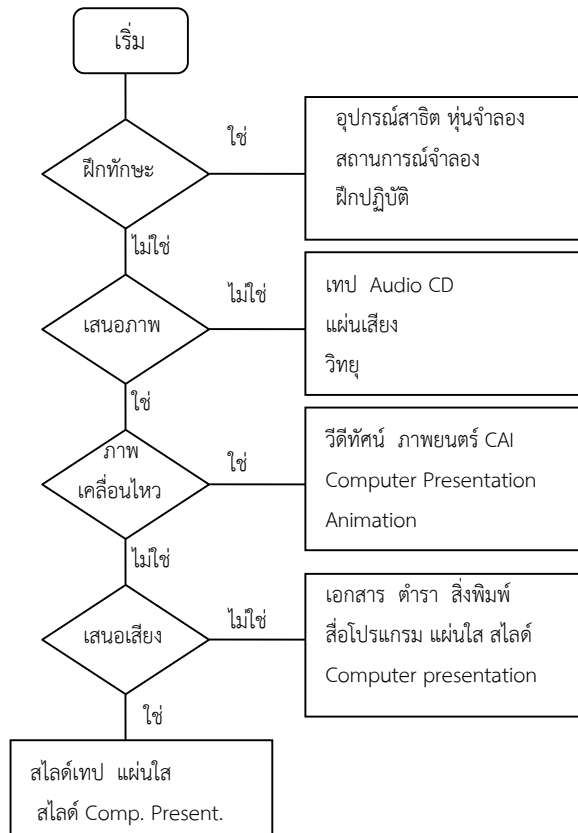 เริ่ม
ฝึกทักษะ
ใช่
อุปกรณ์สาธิต หุ่นจำลอง
สถานการณ์จำลอง
ฝึกปฏิบัติ
ไม่ใช่
เสนอภาพ
ไม่ใช่
เทป Audio CD
แผ่นเสียง
วิทยุ
ใช่
ภาพ
เคลื่อนไหว
ใช่
วีดีทัศน์ ภาพยนตร์ CAI
Computer Presentation
Animation
ไม่ใช่
เสนอเสียง
ไม่ใช่
เอกสาร ตำรา สิ่งพิมพ์
สื่อโปรแกรม แผ่นใส สไลด์
Computer presentation
ใช่
สไลด์เทป แผ่นใส
สไลด์ Comp. Present.